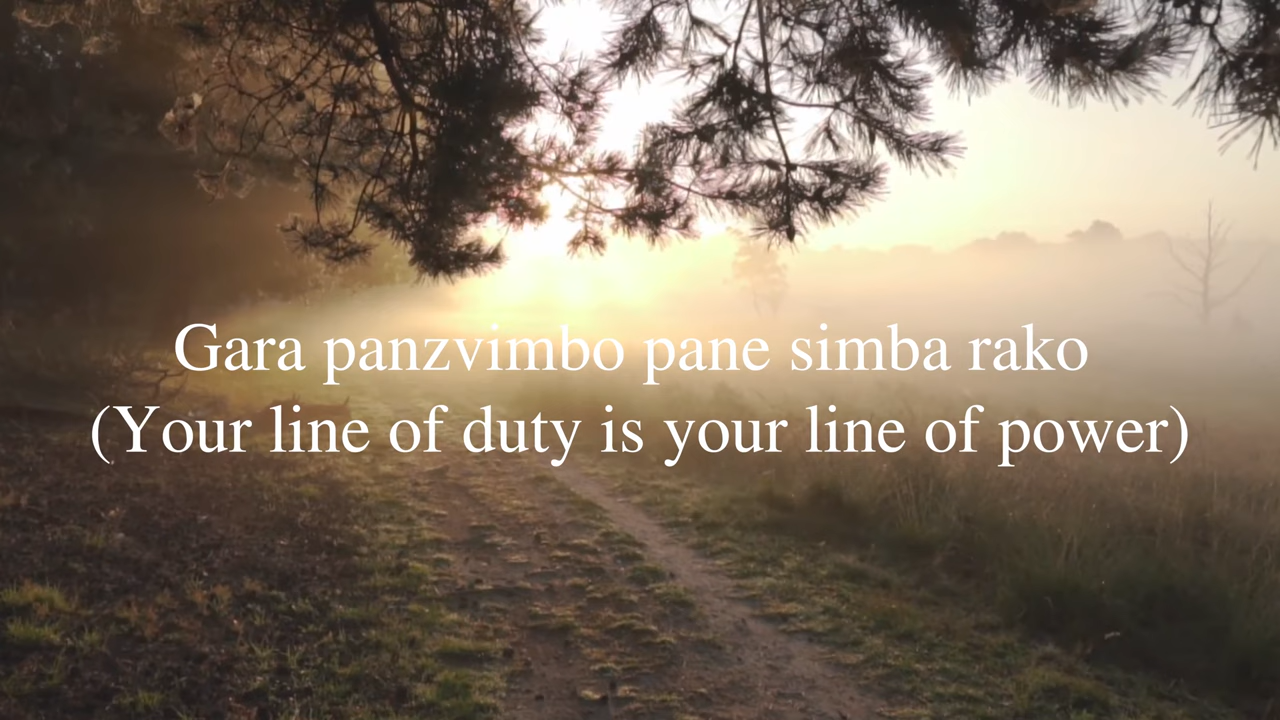 Gara panzvimbo pane simba rako
(Your line of duty is your line of power)